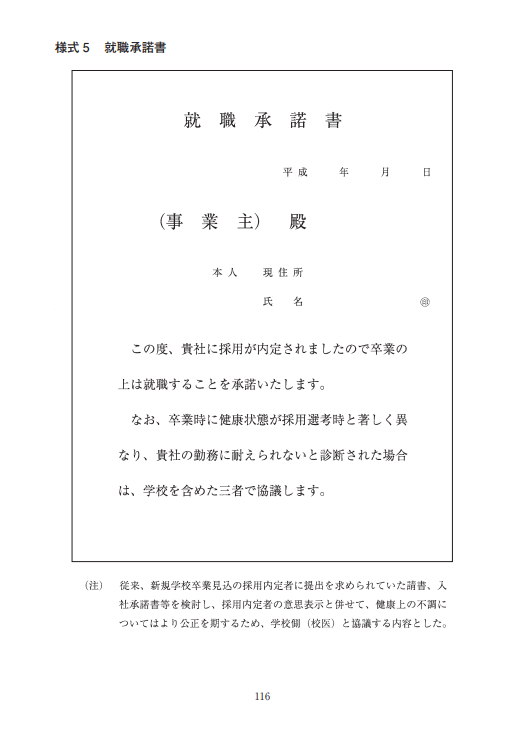 様式5　就職承諾書
就　職　承　諾　書
平成　　年　　月　　日
（事　業　主）　殿
本人　現住所
氏　名　　　　　　　㊞
この度、貴社に採用が内定されましたので卒業の
上は就職することを承諾いたします。
なお、卒業時に健康状態が採用選考時と著しく異
なり、貴社の勤務に耐えられないと診断された場合
は、学校を含めた三者で協議します。
（注）　従来、新規学校卒業見込の採用内定者に提出を求められていた請書、入
社承諾書等を検討し、採用内定者の意思表示と併せて、健康上の不調に
ついてはより公正を期するため、学校側（校医）と協議する内容とした。
116